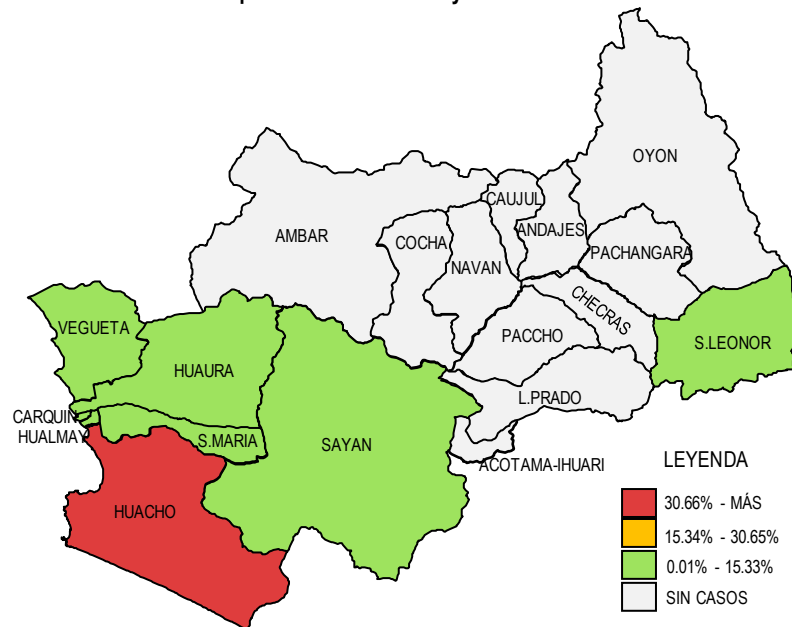 OYON
CAUJUL
ANDAJES
AMBAR
COCHA
NAVAN
PACHANGARA
CHECRAS
VEGUETA
PACCHO
S.LEONOR
HUAURA
L.PRADO
CARQUIN
HUALMAY
S.MARIA
SAYAN
ACOTAMA-IHUARI
HUACHO
LEYENDA
30.66% - MÁS
15.34% - 30.65%
0.01% - 15.33%
SIN CASOS